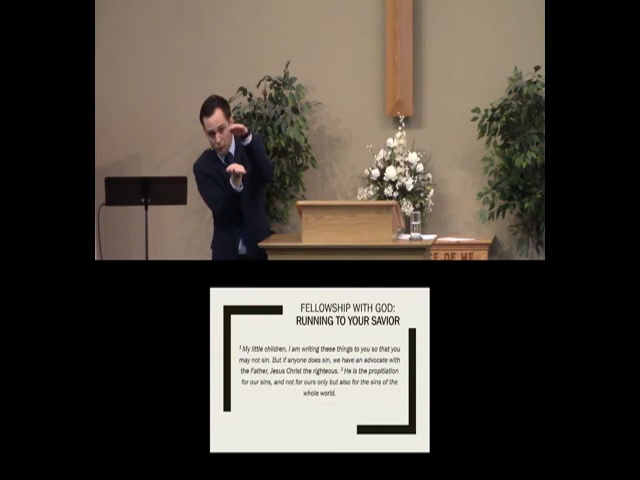 CE OF ME
FELLOWSHIP WITH GOD:
RUNNING TO YOUR SAVIOR
¹ My little children, I am writing these things to you so that you
may not sin. But if anyone does sin, we have an advocate with
the Father, Jesus Christ the righteous. ² He is the propitiation
for our sins, and not for ours only but also for the sins of the
whole world.